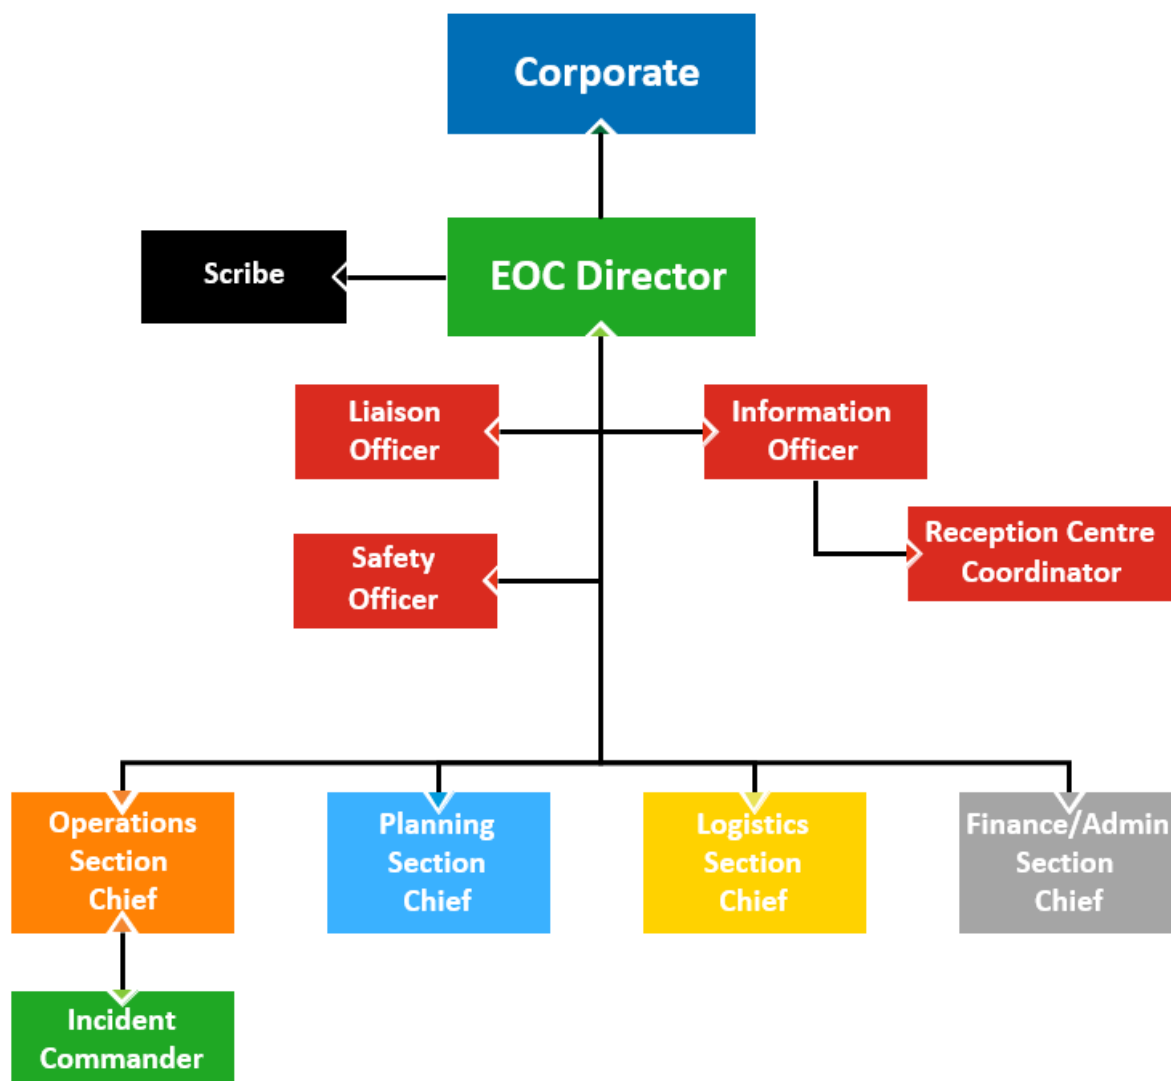 Corporate
Scribe
EOC Director
Liaison
Officer
Information
Officer
Safety
Officer
Reception Centre
Coordinator
Operations
Section
Chief
Planning
Section
Chief
Logistics
Section
Chief
Finance/Admin
Section
Chief
Incident
Commander